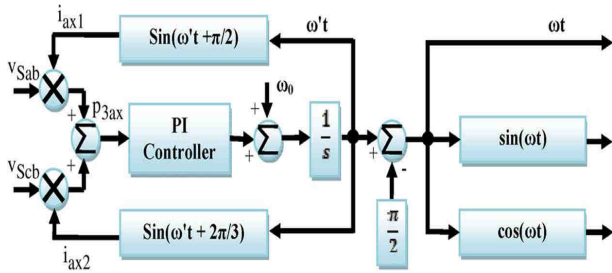 i_ax1
Sin(ω't +π/2)
ω't
ωt
v_Sab
+
p_3ax
ω₀
+
Σ
PI
Controller
+
Σ
1
s
+
Σ
-
sin(ωt)
+
v_Scb
π
2
Sin(ω't + 2π/3)
cos(ωt)
i_ax2